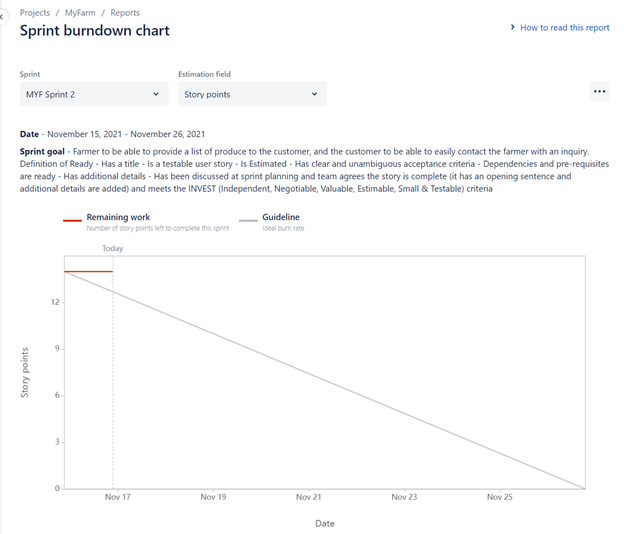 Projects / MyFarm / Reports
Sprint burndown chart
How to read this report
Sprint
Estimation field
MYF Sprint 2
Story points
Date - November 15, 2021 - November 26, 2021
Sprint goal - Farmer to be able to provide a list of produce to the customer, and the customer to be able to easily contact the farmer with an inquiry.
Definition of Ready - Has a title - Is a testable user story - Is Estimated - Has clear and unambiguous acceptance criteria - Dependencies and pre-requisites
are ready - Has additional details - Has been discussed at sprint planning and team agrees the story is complete (it has an opening sentence and
additional details are added) and meets the INVEST (Independent, Negotiable, Valuable, Estimable, Small & Testable) criteria
Remaining work
Number of story points left to complete this sprint
Guideline
Ideal burn rate
Today
12
9
6
3
0
Story points
Nov 17
Nov 19
Nov 21
Nov 23
Nov 25
Date